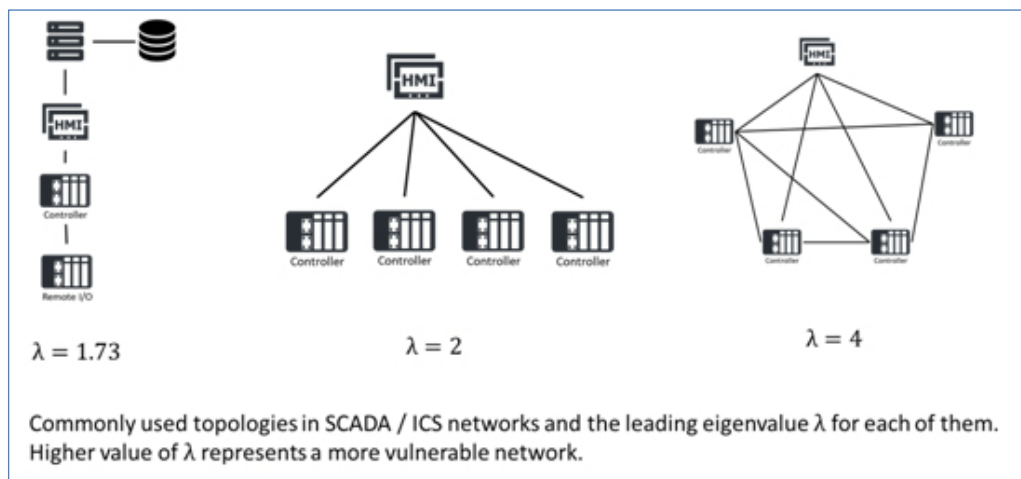 HMI
HMI
HMI
Controller
Controller
Controller
Controller
Controller
Controller
Controller
Controller
Controller
Remote I/O
λ = 1.73
λ = 2
λ = 4
Commonly used topologies in SCADA / ICS networks and the leading eigenvalue λ for each of them.
Higher value of λ represents a more vulnerable network.